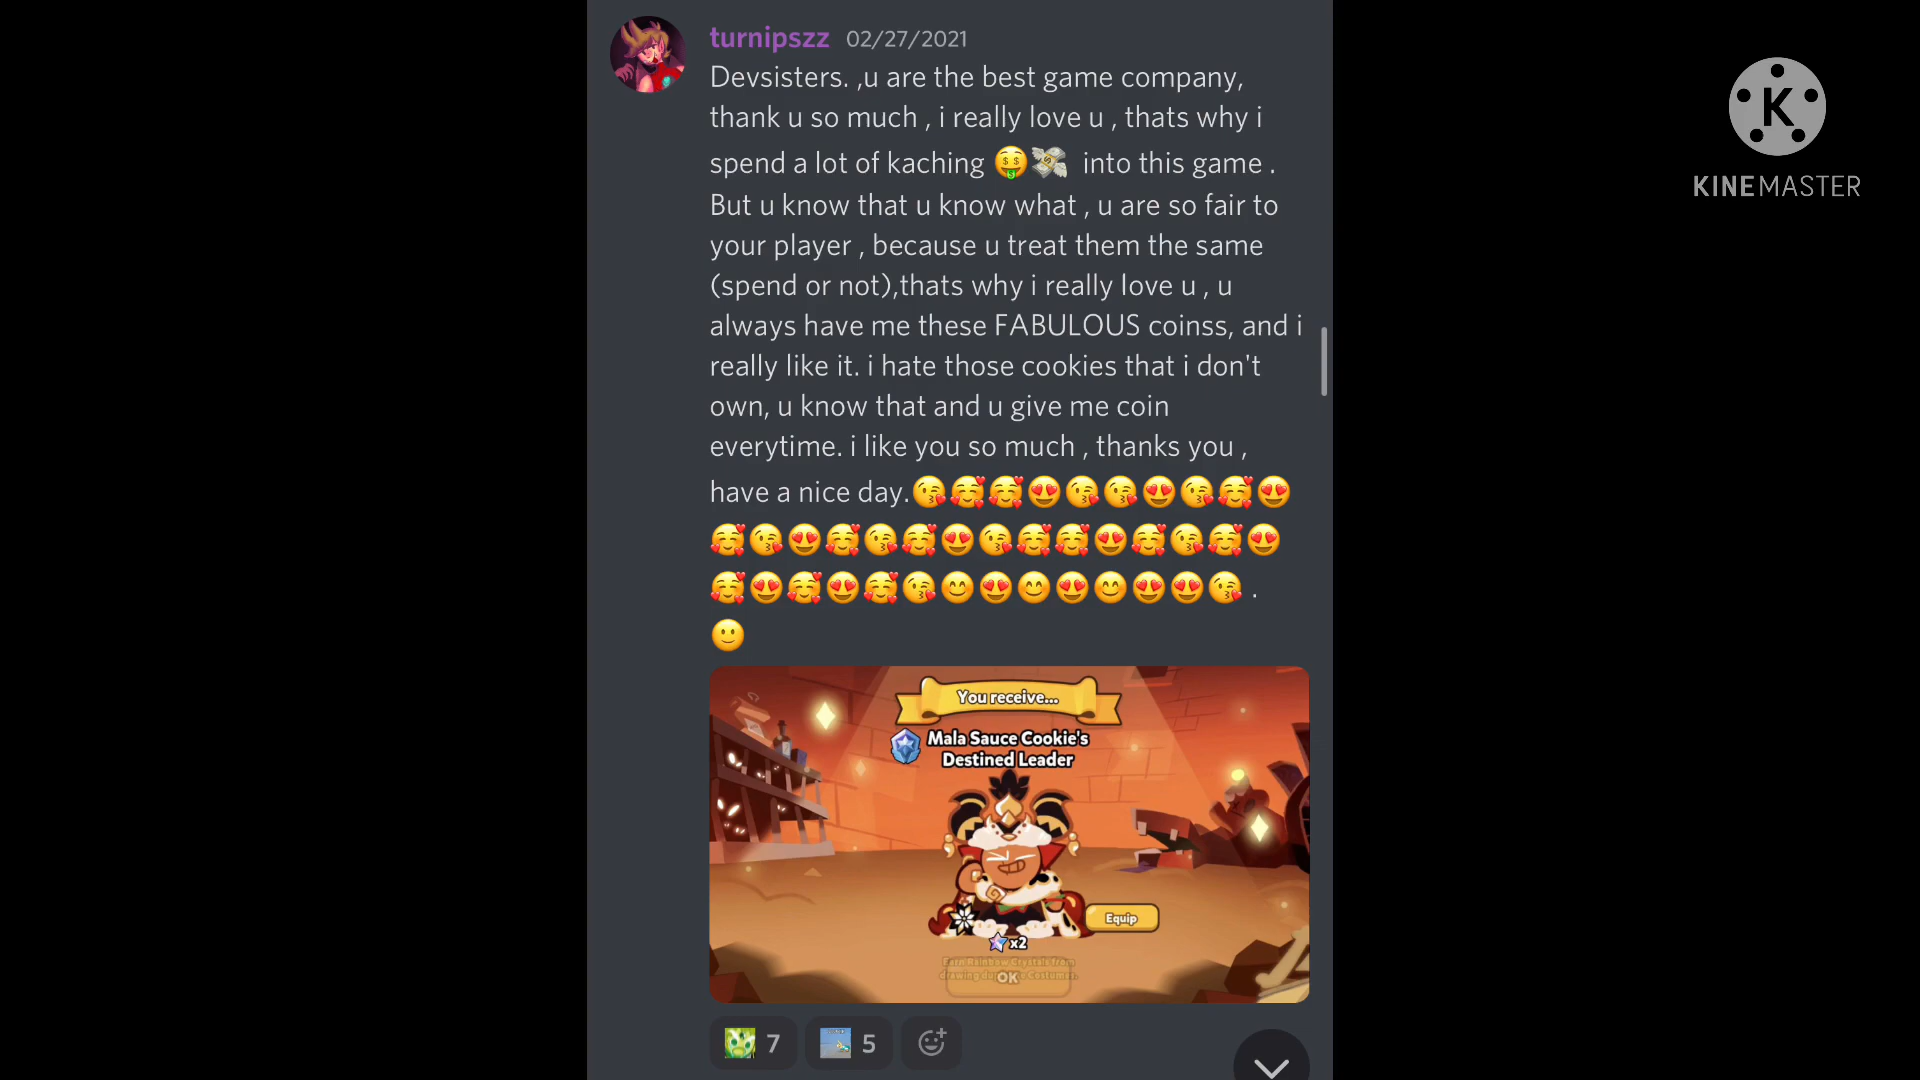 turnipszz 02/27/2021
Devsisters. ,u are the best game company,
thank u so much , i really love u , thats why i
spend a lot of kaching 🤑💸 into this game .
But u know that u know what , u are so fair to
your player , because u treat them the same
(spend or not),thats why i really love u , u
always have me these FABULOUS coinss, and i
really like it. i hate those cookies that i don't
own, u know that and u give me coin
everytime. i like you so much , thanks you ,
have a nice day.😘🥰🥰😍😘😘😍😘🥰😍
🥰😘😍🥰😘🥰😍😘🥰🥰😍🥰😘🥰😍
🥰😍🥰😍🥰😘😊😍😊😍😊😍😍😘 .
🙂
You receive...
Mala Sauce Cookie's
Destined Leader
Equip
x2
Earn Rainbow Crystals from
OK
7 5
K
KINEMASTER